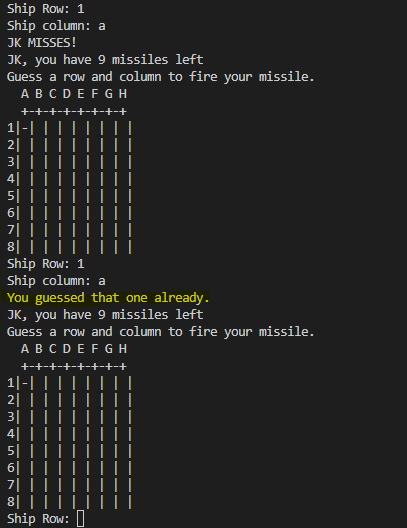 Ship Row: 1
Ship column: a
JK MISSES!
JK, you have 9 missiles left
Guess a row and column to fire your missile.
  A B C D E F G H
  +-+-+-+-+-+-+-+
1|-| | | | | | | |
2| | | | | | | | |
3| | | | | | | | |
4| | | | | | | | |
5| | | | | | | | |
6| | | | | | | | |
7| | | | | | | | |
8| | | | | | | | |
Ship Row: 1
Ship column: a
You guessed that one already.
JK, you have 9 missiles left
Guess a row and column to fire your missile.
  A B C D E F G H
  +-+-+-+-+-+-+-+
1|-| | | | | | | |
2| | | | | | | | |
3| | | | | | | | |
4| | | | | | | | |
5| | | | | | | | |
6| | | | | | | | |
7| | | | | | | | |
8| | | | | | | | |
Ship Row: